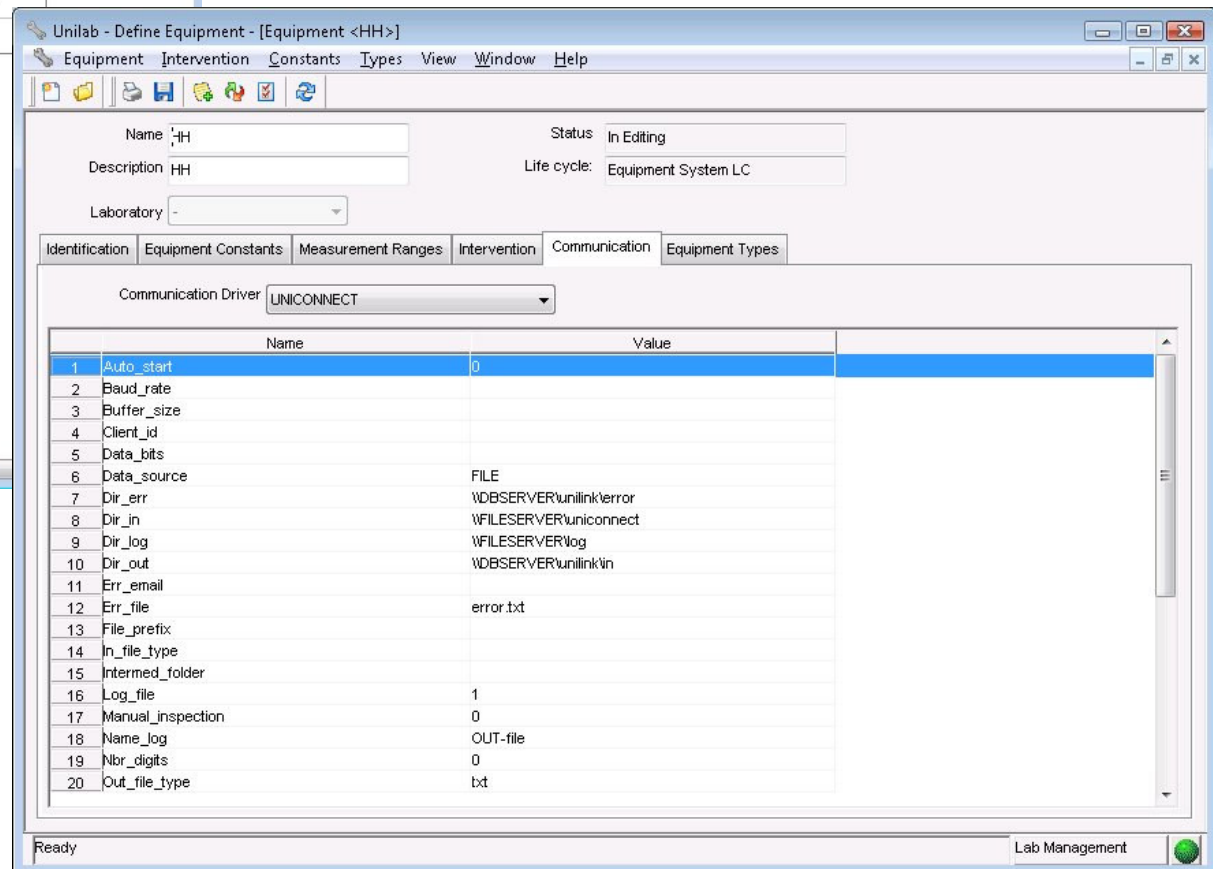 Unilab - Define Equipment - [Equipment <HH>]
Equipment Intervention Constants Types View Window Help
Name HH Status In Editing
Description HH Life cycle: Equipment System LC
Laboratory -
Identification Equipment Constants Measurement Ranges Intervention Communication Equipment Types
Communication Driver UNICONNECT
Name Value
1 Auto_start 0
2 Baud_rate
3 Buffer_size
4 Client_id
5 Data_bits
6 Data_source FILE
7 Dir_err \\DBSERVER\unilink\error
8 Dir_in \\FILESERVER\uniconnect
9 Dir_log \\FILESERVER\log
10 Dir_out \\DBSERVER\unilink\in
11 Err_email
12 Err_file error.txt
13 File_prefix
14 In_file_type
15 Intermed_folder
16 Log_file 1
17 Manual_inspection 0
18 Name_log OUT-file
19 Nbr_digits 0
20 Out_file_type txt
Ready Lab Management